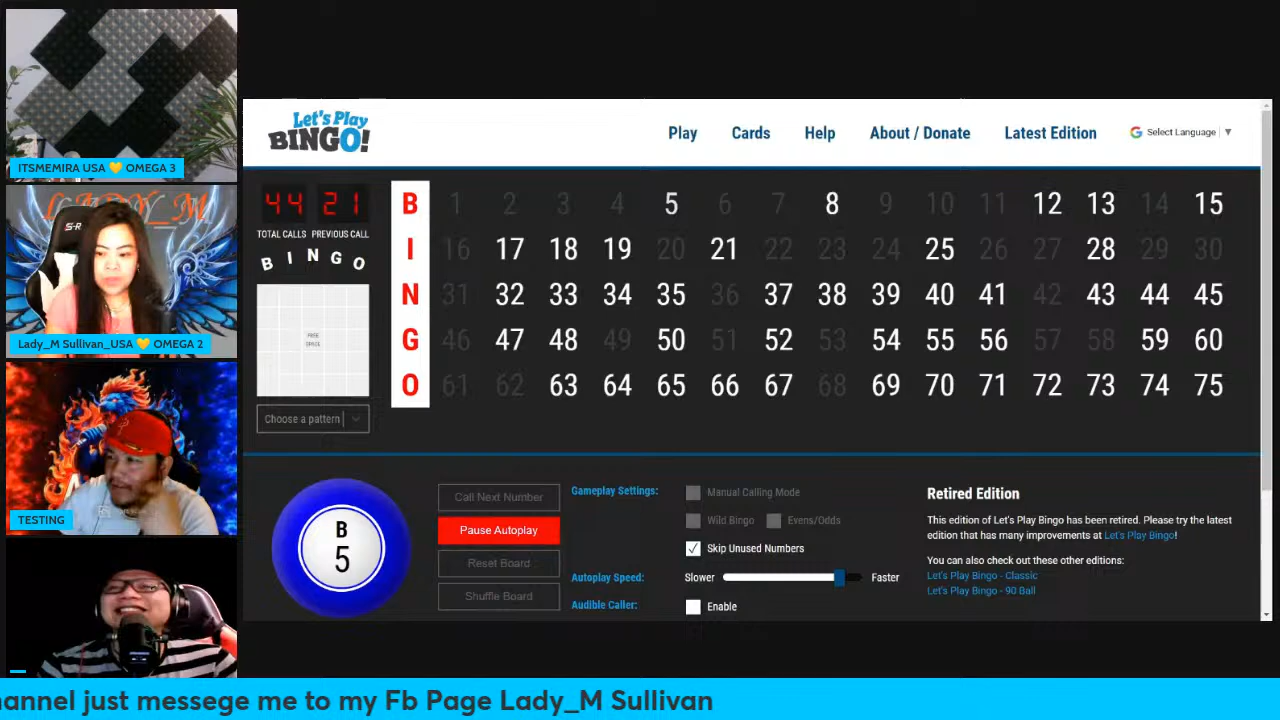 ITSMEMIRA USA 💛 OMEGA 3
LADY_M
S-R
Lady_M Sullivan_USA 💛 OMEGA 2
TESTING
Let's Play
BINGO!
Play Cards Help About / Donate Latest Edition Select Language ▼
44 21
TOTAL CALLS PREVIOUS CALL
B I N G O
FREE
SPACE
Choose a pattern
B 1 2 3 4 5 6 7 8 9 10 11 12 13 14 15
I 16 17 18 19 20 21 22 23 24 25 26 27 28 29 30
N 31 32 33 34 35 36 37 38 39 40 41 42 43 44 45
G 46 47 48 49 50 51 52 53 54 55 56 57 58 59 60
O 61 62 63 64 65 66 67 68 69 70 71 72 73 74 75
B
5
Call Next Number
Pause Autoplay
Reset Board
Shuffle Board
Gameplay Settings:
Manual Calling Mode
Wild Bingo Evens/Odds
Skip Unused Numbers
Autoplay Speed: Slower Faster
Audible Caller: Enable
Retired Edition
This edition of Let's Play Bingo has been retired. Please try the latest
edition that has many improvements at Let's Play Bingo!
You can also check out these other editions:
Let's Play Bingo - Classic
Let's Play Bingo - 90 Ball
hannel just messege me to my Fb Page Lady_M Sullivan